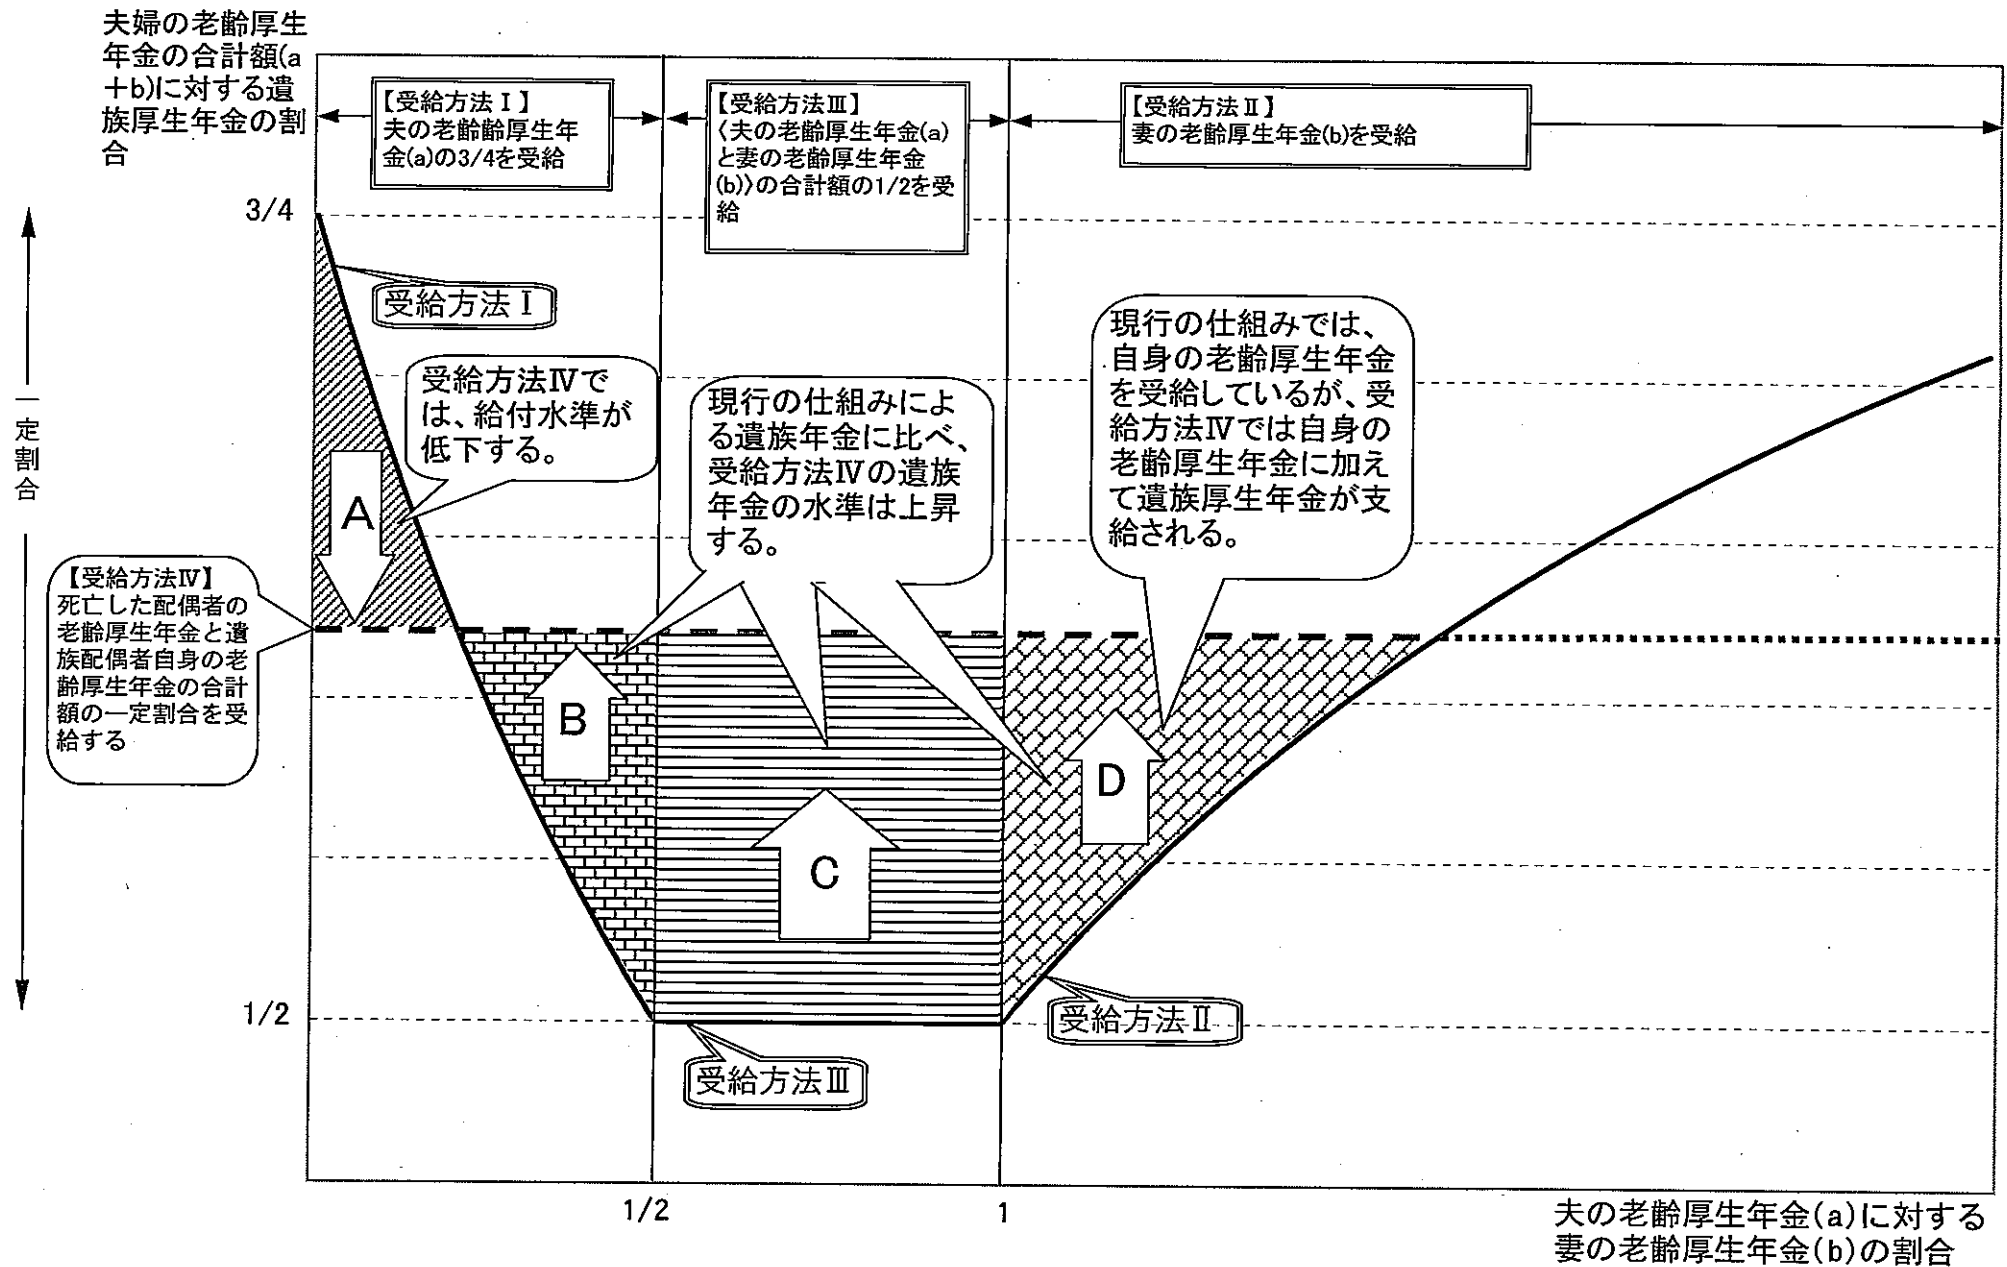 夫婦の老齢厚生
年金の合計額(a
＋b)に対する遺
族厚生年金の割
合
【受給方法Ⅰ】
夫の老齢齢厚生年
金(a)の3/4を受給
【受給方法Ⅲ】
〈夫の老齢厚生年金(a)
と妻の老齢厚生年金
(b)〉の合計額の1/2を受
給
【受給方法Ⅱ】
妻の老齢厚生年金(b)を受給
3/4
一定割合
受給方法Ⅰ
受給方法Ⅳで
は、給付水準が
低下する。
現行の仕組みによ
る遺族年金に比べ、
受給方法Ⅳの遺族
年金の水準は上昇
する。
現行の仕組みでは、
自身の老齢厚生年金
を受給しているが、受
給方法Ⅳでは自身の
老齢厚生年金に加え
て遺族厚生年金が支
給される。
A
【受給方法Ⅳ】
死亡した配偶者の
老齢厚生年金と遺
族配偶者自身の老
齢厚生年金の合計
額の一定割合を受
給する
B
C
D
1/2
受給方法Ⅱ
受給方法Ⅲ
1/2
1
夫の老齢厚生年金(a)に対する
妻の老齢厚生年金(b)の割合